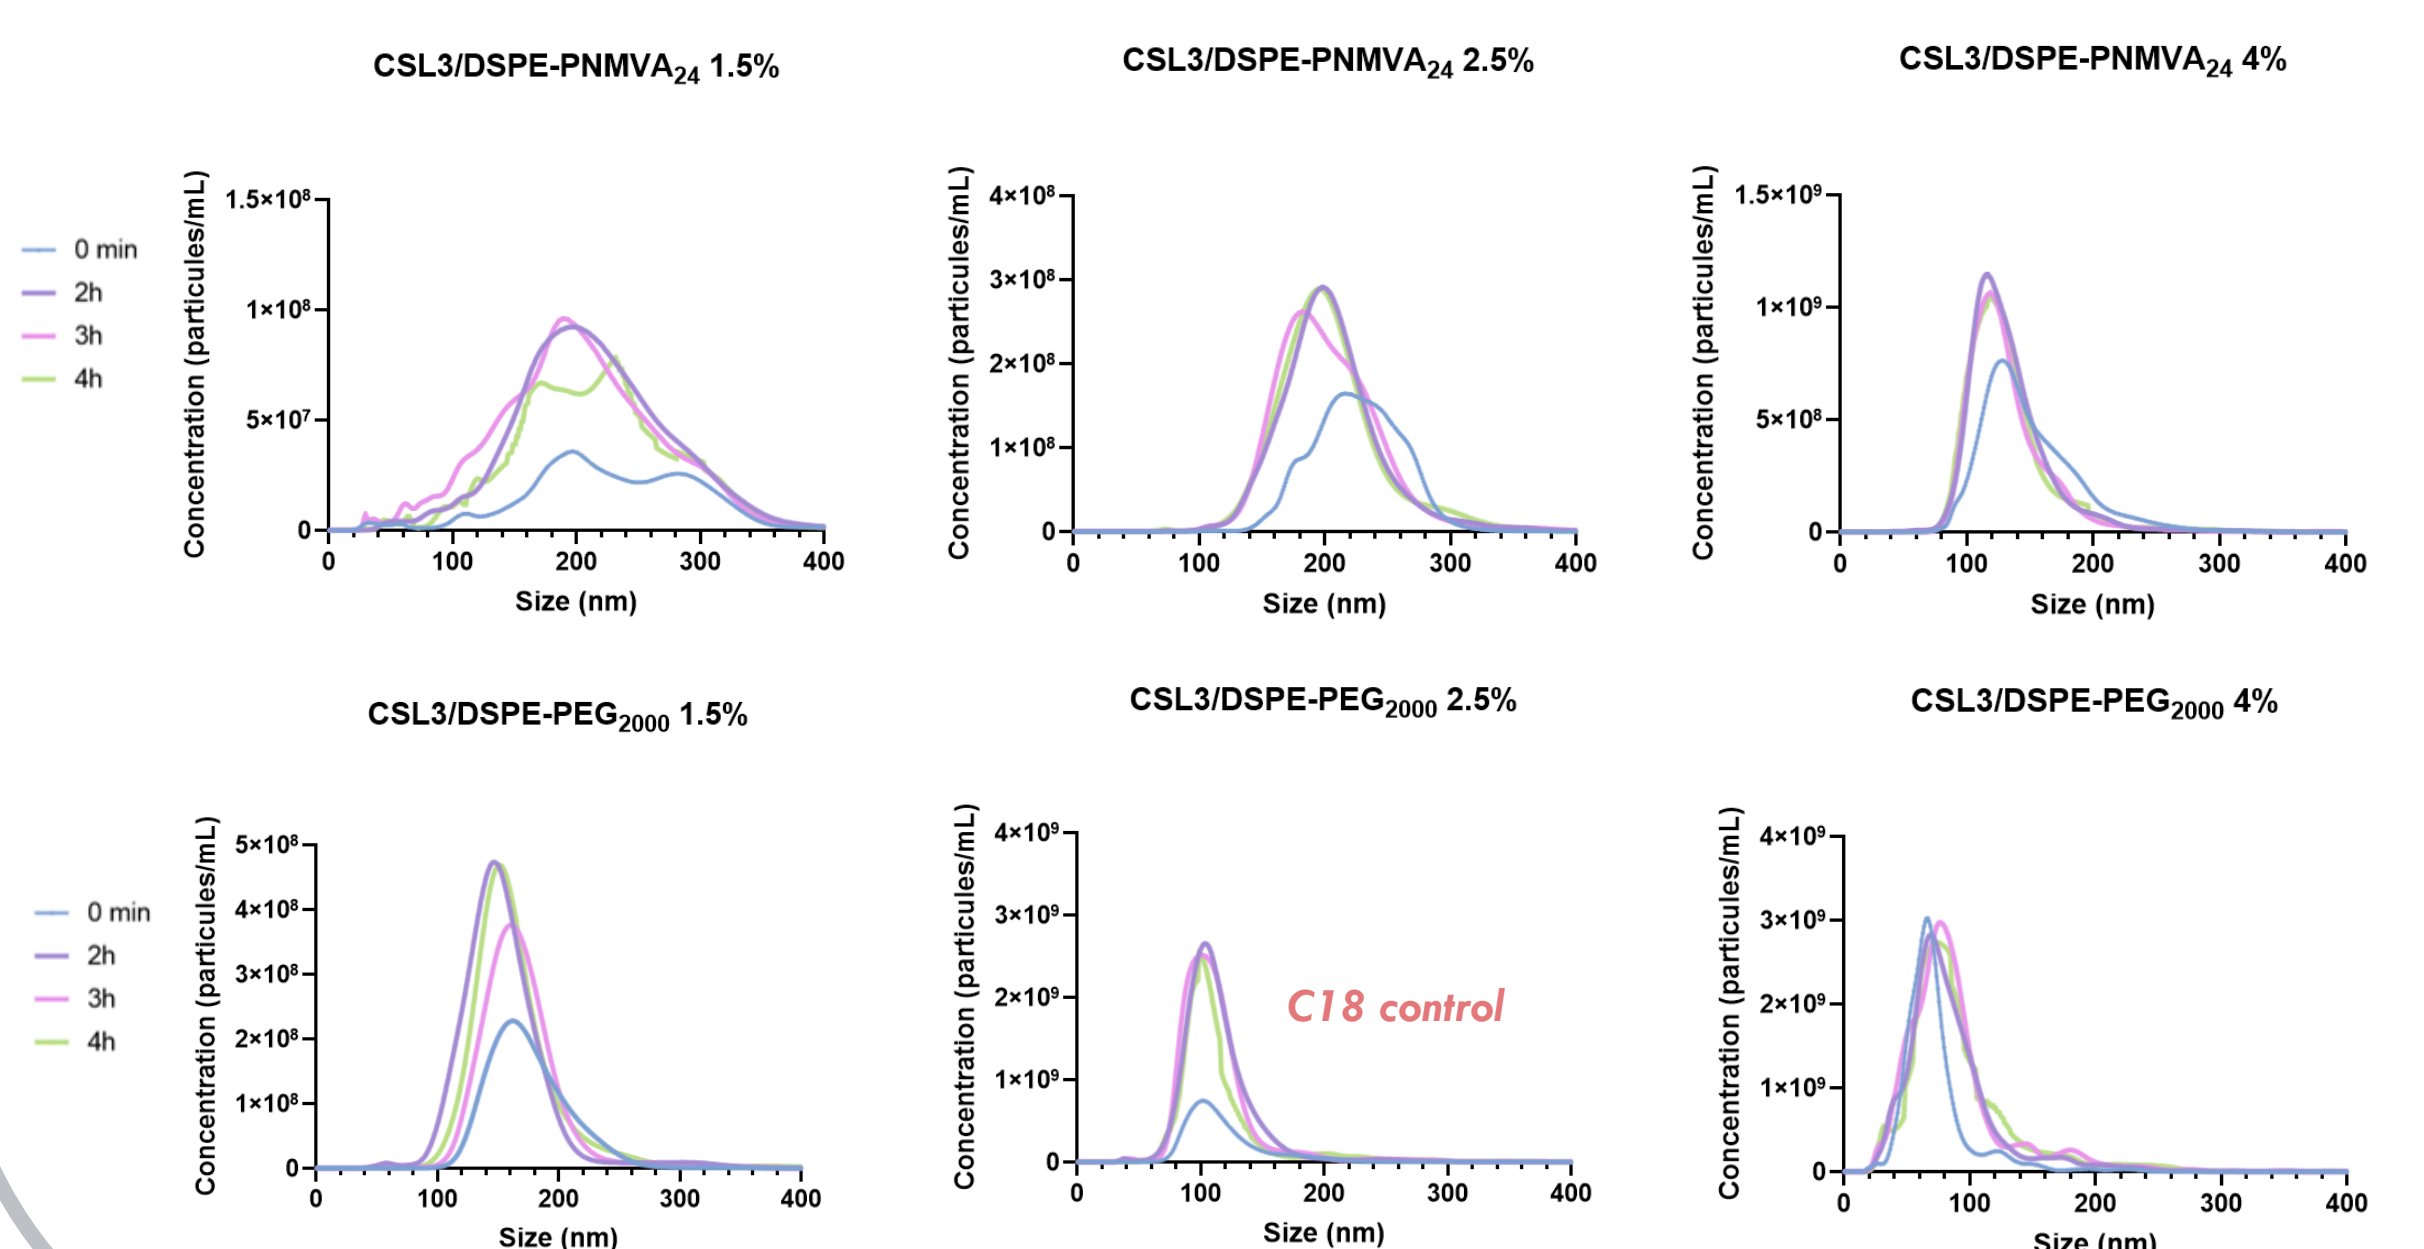 CSL3/DSPE-PNMVA₂₄ 1.5%
Concentration (particules/mL)
1.5×10⁸
1×10⁸
5×10⁷
0
0 100 200 300 400
Size (nm)
0 min
2h
3h
4h
CSL3/DSPE-PNMVA₂₄ 2.5%
Concentration (particules/mL)
4×10⁸
3×10⁸
2×10⁸
1×10⁸
0
0 100 200 300 400
Size (nm)
CSL3/DSPE-PNMVA₂₄ 4%
Concentration (particules/mL)
1.5×10⁹
1×10⁹
5×10⁸
0
0 100 200 300 400
Size (nm)
CSL3/DSPE-PEG₂₀₀₀ 1.5%
Concentration (particules/mL)
5×10⁸
4×10⁸
3×10⁸
2×10⁸
1×10⁸
0
0 100 200 300 400
Size (nm)
0 min
2h
3h
4h
CSL3/DSPE-PEG₂₀₀₀ 2.5%
Concentration (particules/mL)
4×10⁹
3×10⁹
2×10⁹
1×10⁹
0
0 100 200 300 400
Size (nm)
C18 control
CSL3/DSPE-PEG₂₀₀₀ 4%
Concentration (particules/mL)
4×10⁹
3×10⁹
2×10⁹
1×10⁹
0
0 100 200 300 400
Size (nm)